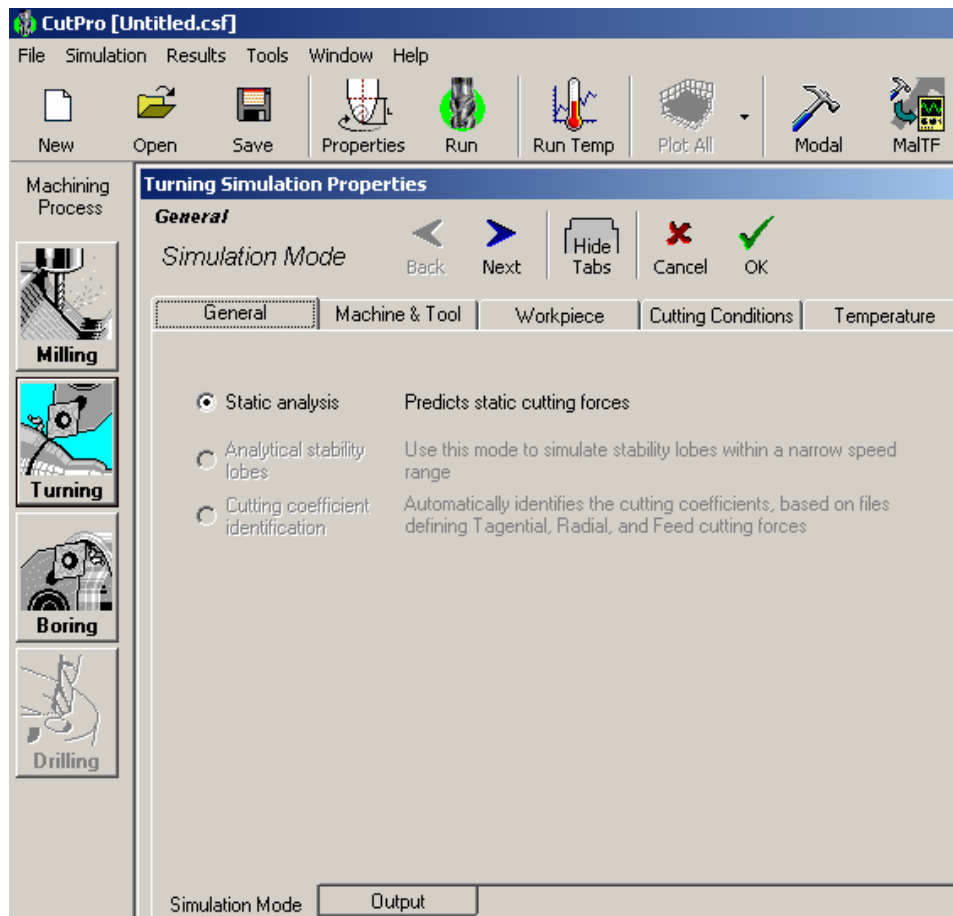 CutPro [Untitled.csf]
File Simulation Results Tools Window Help
New Open Save Properties Run Run Temp Plot All Modal MalTF
Machining
Process
Milling
Turning
Boring
Drilling
Turning Simulation Properties
General
Simulation Mode
Back Next Hide Tabs Cancel OK
General Machine & Tool Workpiece Cutting Conditions Temperature
Static analysis Predicts static cutting forces
Analytical stability lobes Use this mode to simulate stability lobes within a narrow speed
range
Cutting coefficient identification Automatically identifies the cutting coefficients, based on files
defining Tagential, Radial, and Feed cutting forces
Simulation Mode Output